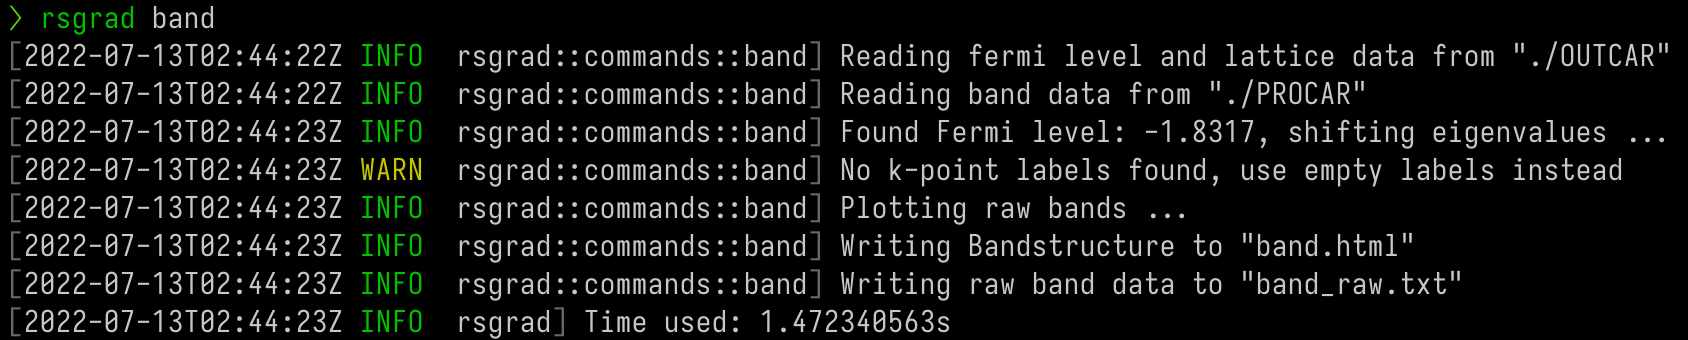 ❯ rsgrad band
[2022-07-13T02:44:22Z INFO  rsgrad::commands::band] Reading fermi level and lattice data from "./OUTCAR"
[2022-07-13T02:44:22Z INFO  rsgrad::commands::band] Reading band data from "./PROCAR"
[2022-07-13T02:44:23Z INFO  rsgrad::commands::band] Found Fermi level: -1.8317, shifting eigenvalues ...
[2022-07-13T02:44:23Z WARN  rsgrad::commands::band] No k-point labels found, use empty labels instead
[2022-07-13T02:44:23Z INFO  rsgrad::commands::band] Plotting raw bands ...
[2022-07-13T02:44:23Z INFO  rsgrad::commands::band] Writing Bandstructure to "band.html"
[2022-07-13T02:44:23Z INFO  rsgrad::commands::band] Writing raw band data to "band_raw.txt"
[2022-07-13T02:44:23Z INFO  rsgrad] Time used: 1.472340563s